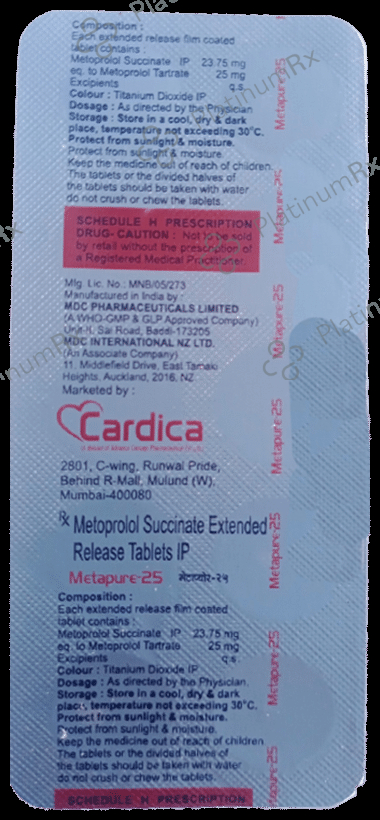 Composition :
Each extended release film coated
tablet contains :
Metoprolol Succinate IP 23.75 mg
eq. to Metoprolol Tartrate 25 mg
Excipients q.s.
Colour : Titanium Dioxide IP
Dosage : As directed by the Physician
Storage : Store in a cool, dry & dark
place, temperature not exceeding 30°C.
Protect from sunlight & moisture.
Protect from sunlight & moisture.
Keep the medicine out of reach of children.
The tablets or the divided halves of
the tablets should be taken with water
do not crush or chew the tablets.
SCHEDULE H PRESCRIPTION
DRUG- CAUTION : Not to be sold
by retail without the prescription of
a Registered Medical Practitioner.
Mfg. Lic. No.: MNB/05/273
Manufactured in India by :
MDC PHARMACEUTICALS LIMITED
(A WHO-GMP & GLP Approved Company)
Unit-II, Sai Road, Baddi-173205
MDC INTERNATIONAL NZ LTD.
(An Associate Company)
11, Middlefield Drive, East Tamaki
Heights, Auckland, 2016, NZ
Marketed by :
Cardica
2801, C-wing, Runwal Pride,
Behind R-Mall, Mulund (W),
Mumbai-400080
Rx Metoprolol Succinate Extended
Release Tablets IP
Metapure-25 मेटाप्योर-२५
Composition :
Each extended release film coated
tablet contains :
Metoprolol Succinate IP 23.75 mg
eq. to Metoprolol Tartrate 25 mg
Excipients q.s.
Colour : Titanium Dioxide IP
Dosage : As directed by the Physician.
Storage : Store in a cool, dry & dark
place, temperature not exceeding 30°C.
Protect from sunlight & moisture.
Protect from sunlight & moisture.
Keep the medicine out of reach of children
The tablets or the divided halves of
the tablets should be taken with water
do not crush or chew the tablets.
SCHEDULE H PRESCRIPTION
Metapure-25
Metapure-25
Metapure-25
Metapure-25
Metapure-25
Metapure-25
Metapure-25
PlatinumRx
PlatinumRx